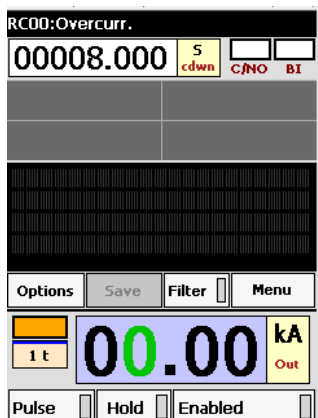 RC00:Overcurr.
00008.000 S cdwn C/NO BI
Options Save Filter Menu
1 t 00.00 kA Out
Pulse Hold Enabled